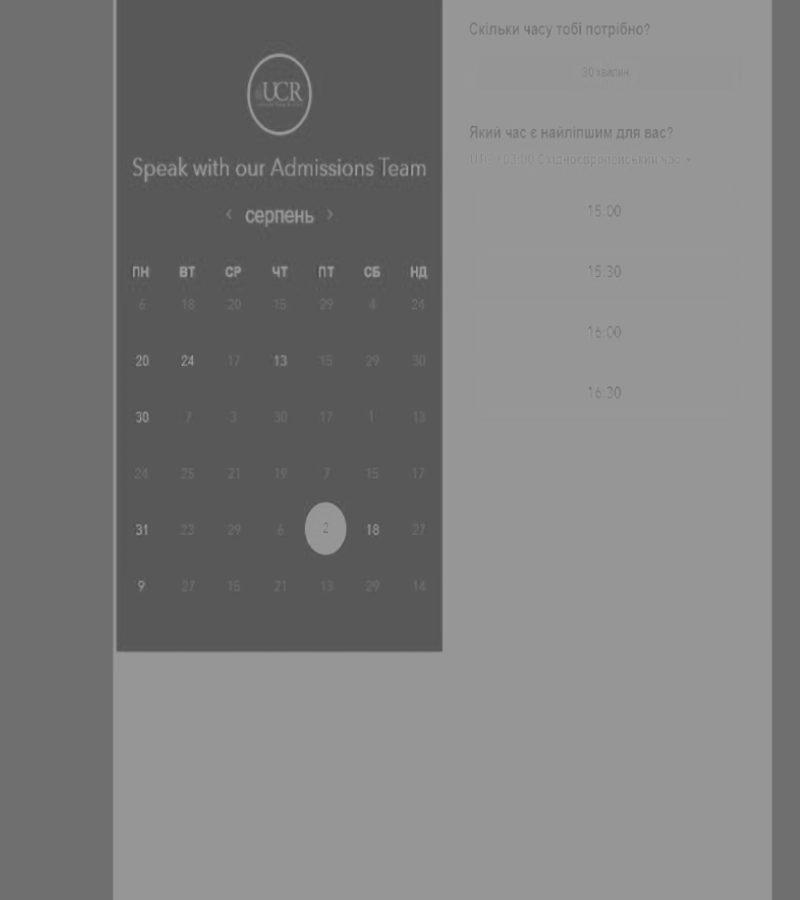 UCR
Speak with our Admissions Team
‹ серпень ›
ПН ВТ СР ЧТ ПТ СБ НД
6 18 20 15 29 4 24
20 24 17 13 15 29 30
30 7 3 30 17 1 13
24 25 21 19 7 15 17
31 23 29 6 2 18 27
9 27 15 21 13 29 14
Скільки часу тобі потрібно?
30 хвилин
Який час є найліпшим для вас?
Східноєвропейський час
15:00
15:30
16:00
16:30